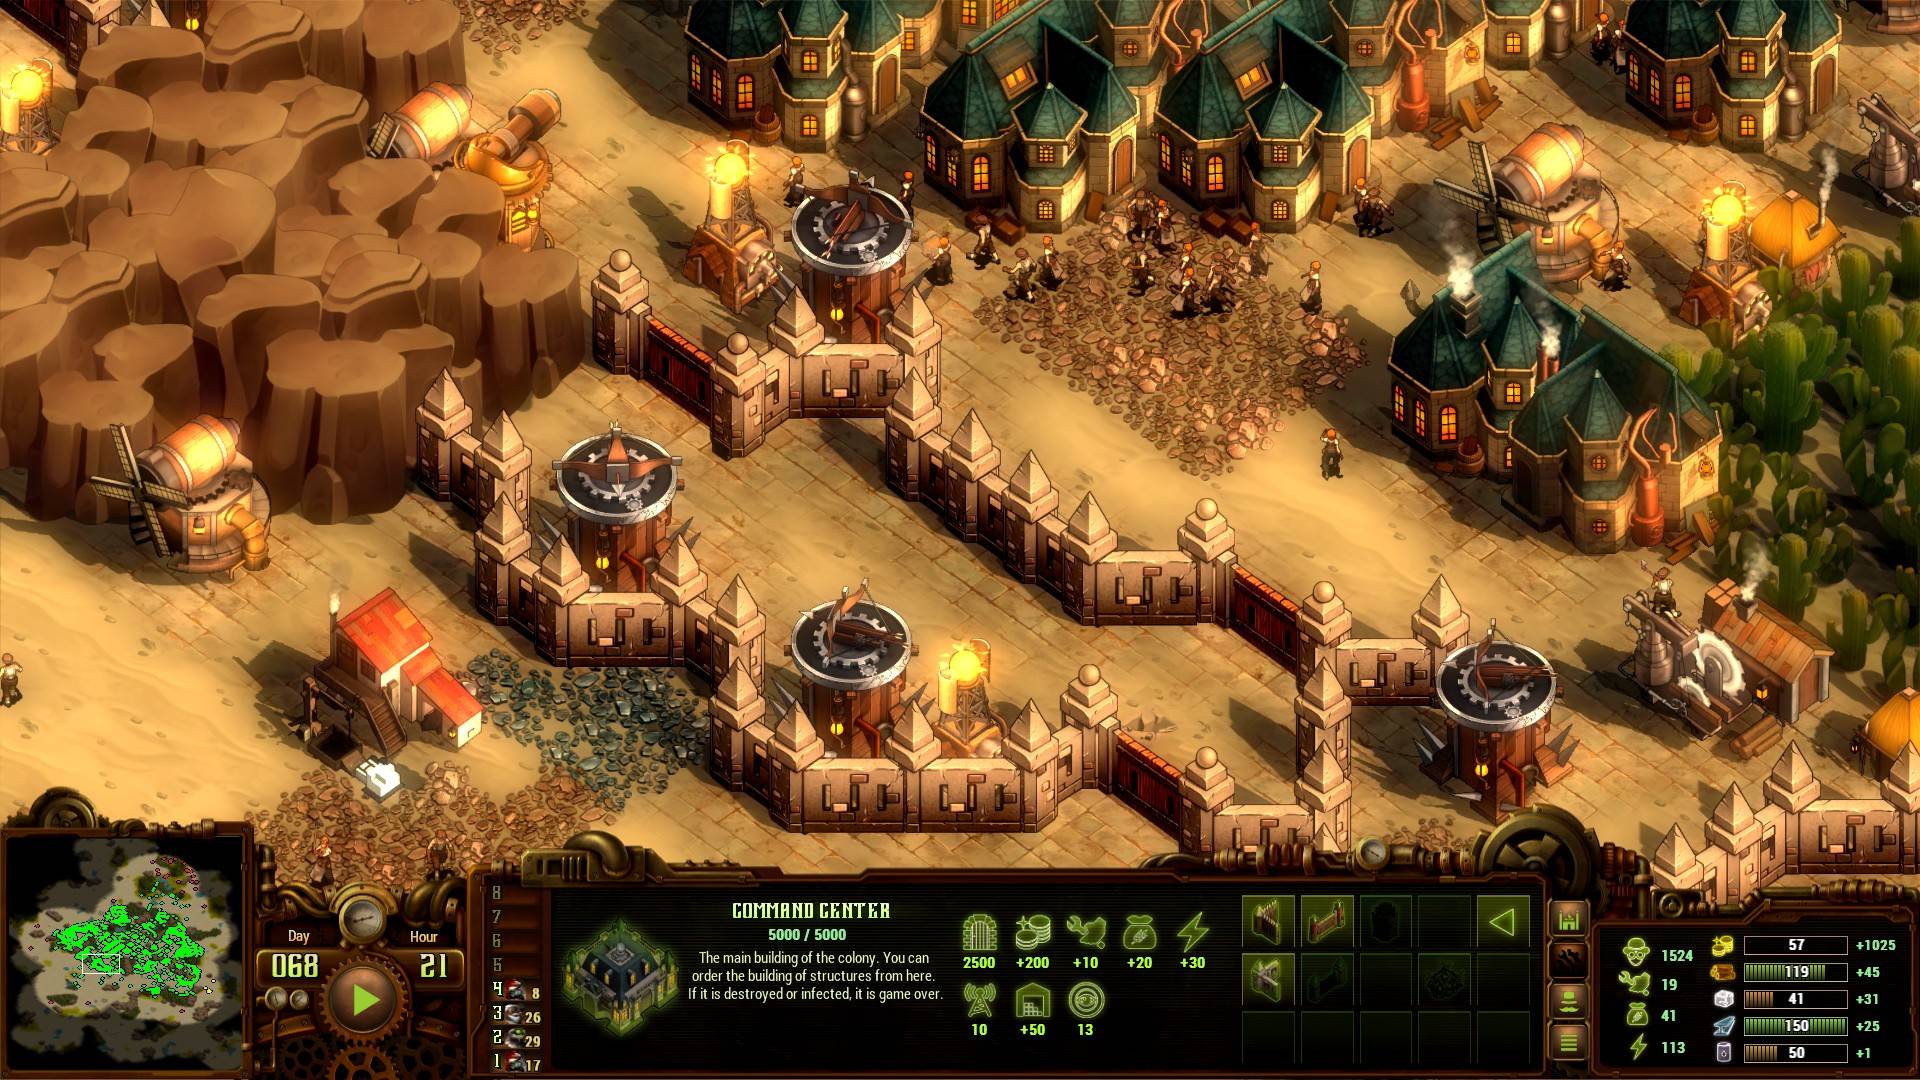 Day
Hour
068
21
8
7
6
5
4 8
3 26
2 29
1 17
COMMAND CENTER
5000 / 5000
The main building of the colony. You can
order the building of structures from here.
If it is destroyed or infected, it is game over.
2500 +200 +10 +20 +30
10 +50 13
1524
19
41
113
57 +1025
119 +45
41 +31
150 +25
50 +1